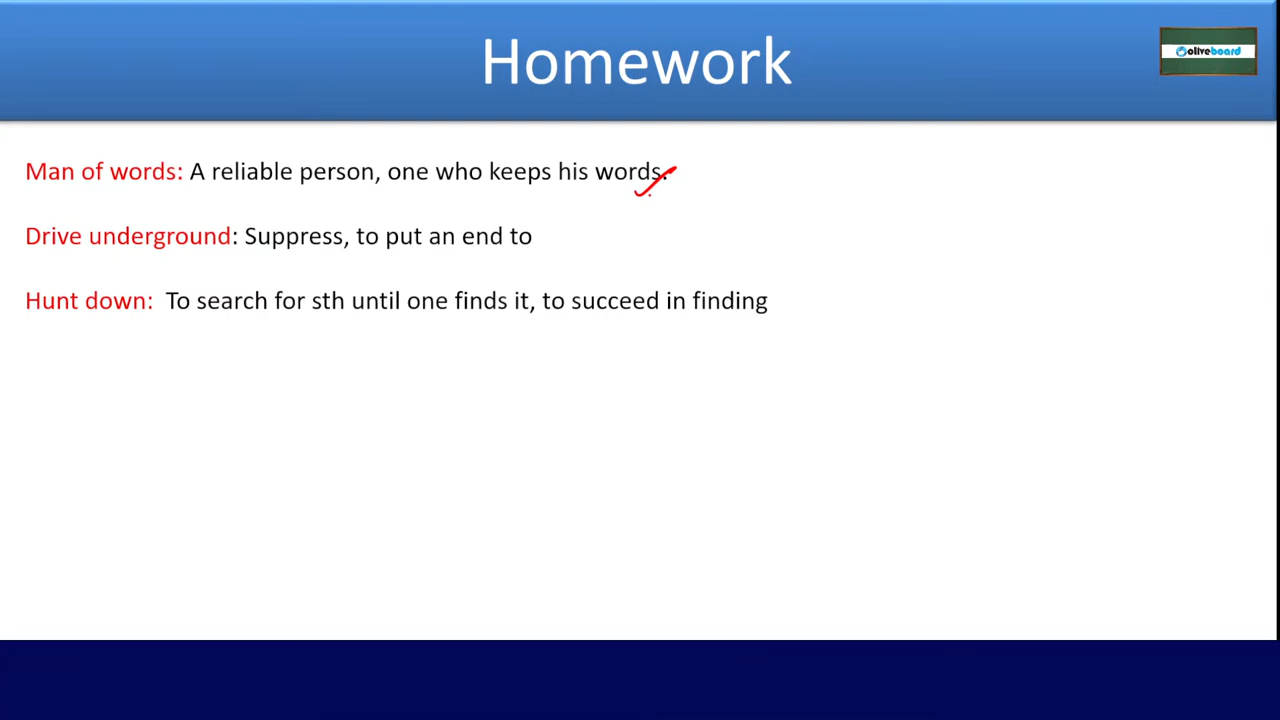 Homework
oliveboard
Man of words: A reliable person, one who keeps his words.
Drive underground: Suppress, to put an end to
Hunt down: To search for sth until one finds it, to succeed in finding